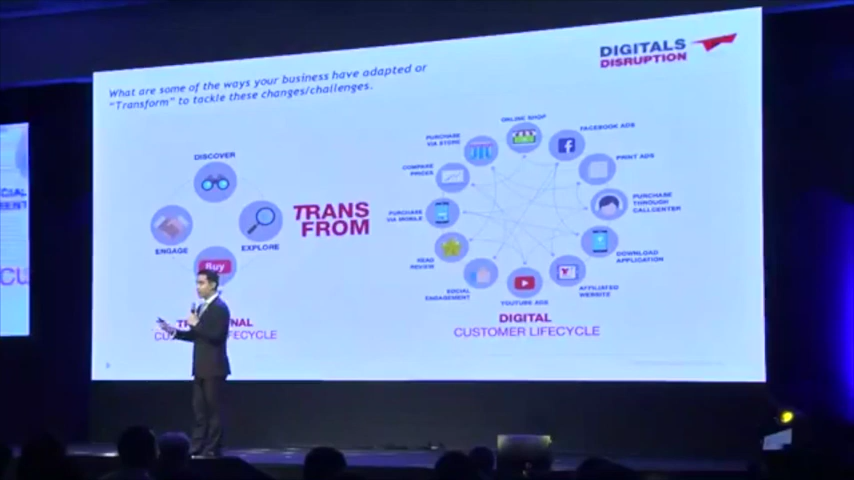 What are some of the ways your business have adapted or
"Transform" to tackle these changes/challenges.
DIGITALS
DISRUPTION
DISCOVER
ENGAGE
EXPLORE
Buy
CUSTOMER LIFECYCLE
TRANS
FROM
ONLINE SHOP
FACEBOOK ADS
PRINT ADS
PURCHASE
THROUGH
CALLCENTER
DOWNLOAD
APPLICATION
AFFILIATED
WEBSITE
YOUTUBE ADS
SOCIAL
ENGAGEMENT
READ
REVIEW
PURCHASE
VIA MOBILE
COMPARE
PRICES
PURCHASE
VIA STORE
DIGITAL
CUSTOMER LIFECYCLE